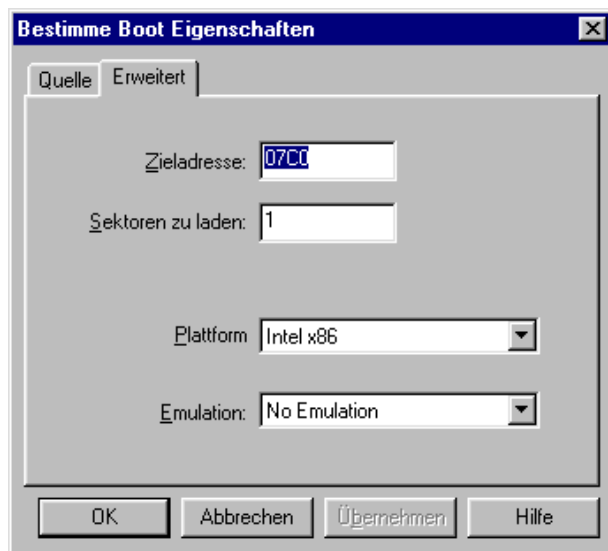 Bestimme Boot Eigenschaften
Quelle Erweitert
Zieladresse: 07C0
Sektoren zu laden: 1
Plattform Intel x86
Emulation: No Emulation
OK Abbrechen Übernehmen Hilfe